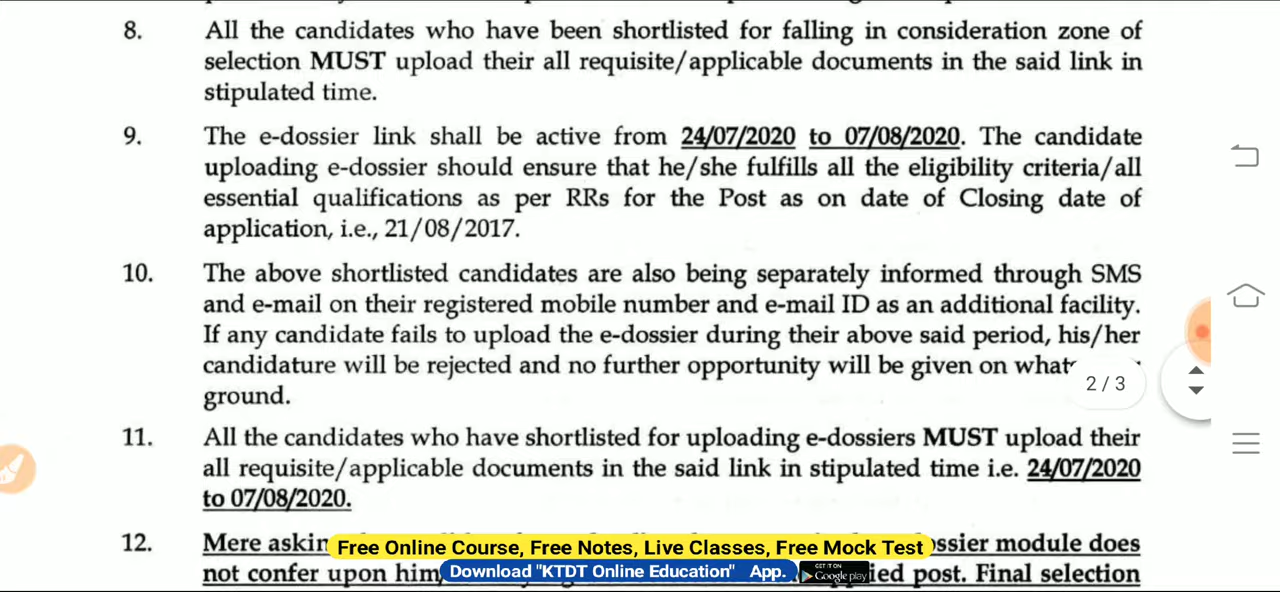 8. All the candidates who have been shortlisted for falling in consideration zone of
selection MUST upload their all requisite/applicable documents in the said link in
stipulated time.
9. The e-dossier link shall be active from 24/07/2020 to 07/08/2020. The candidate
uploading e-dossier should ensure that he/she fulfills all the eligibility criteria/all
essential qualifications as per RRs for the Post as on date of Closing date of
application, i.e., 21/08/2017.
10. The above shortlisted candidates are also being separately informed through SMS
and e-mail on their registered mobile number and e-mail ID as an additional facility.
If any candidate fails to upload the e-dossier during their above said period, his/her
candidature will be rejected and no further opportunity will be given on
ground.
2 / 3
11. All the candidates who have shortlisted for uploading e-dossiers MUST upload their
all requisite/applicable documents in the said link in stipulated time i.e. 24/07/2020
to 07/08/2020.
12. Mere module does
not confer upon him post. Final selection
Free Online Course, Free Notes, Live Classes, Free Mock Test
Download "KTDT Online Education" App. GET IT ON Google play